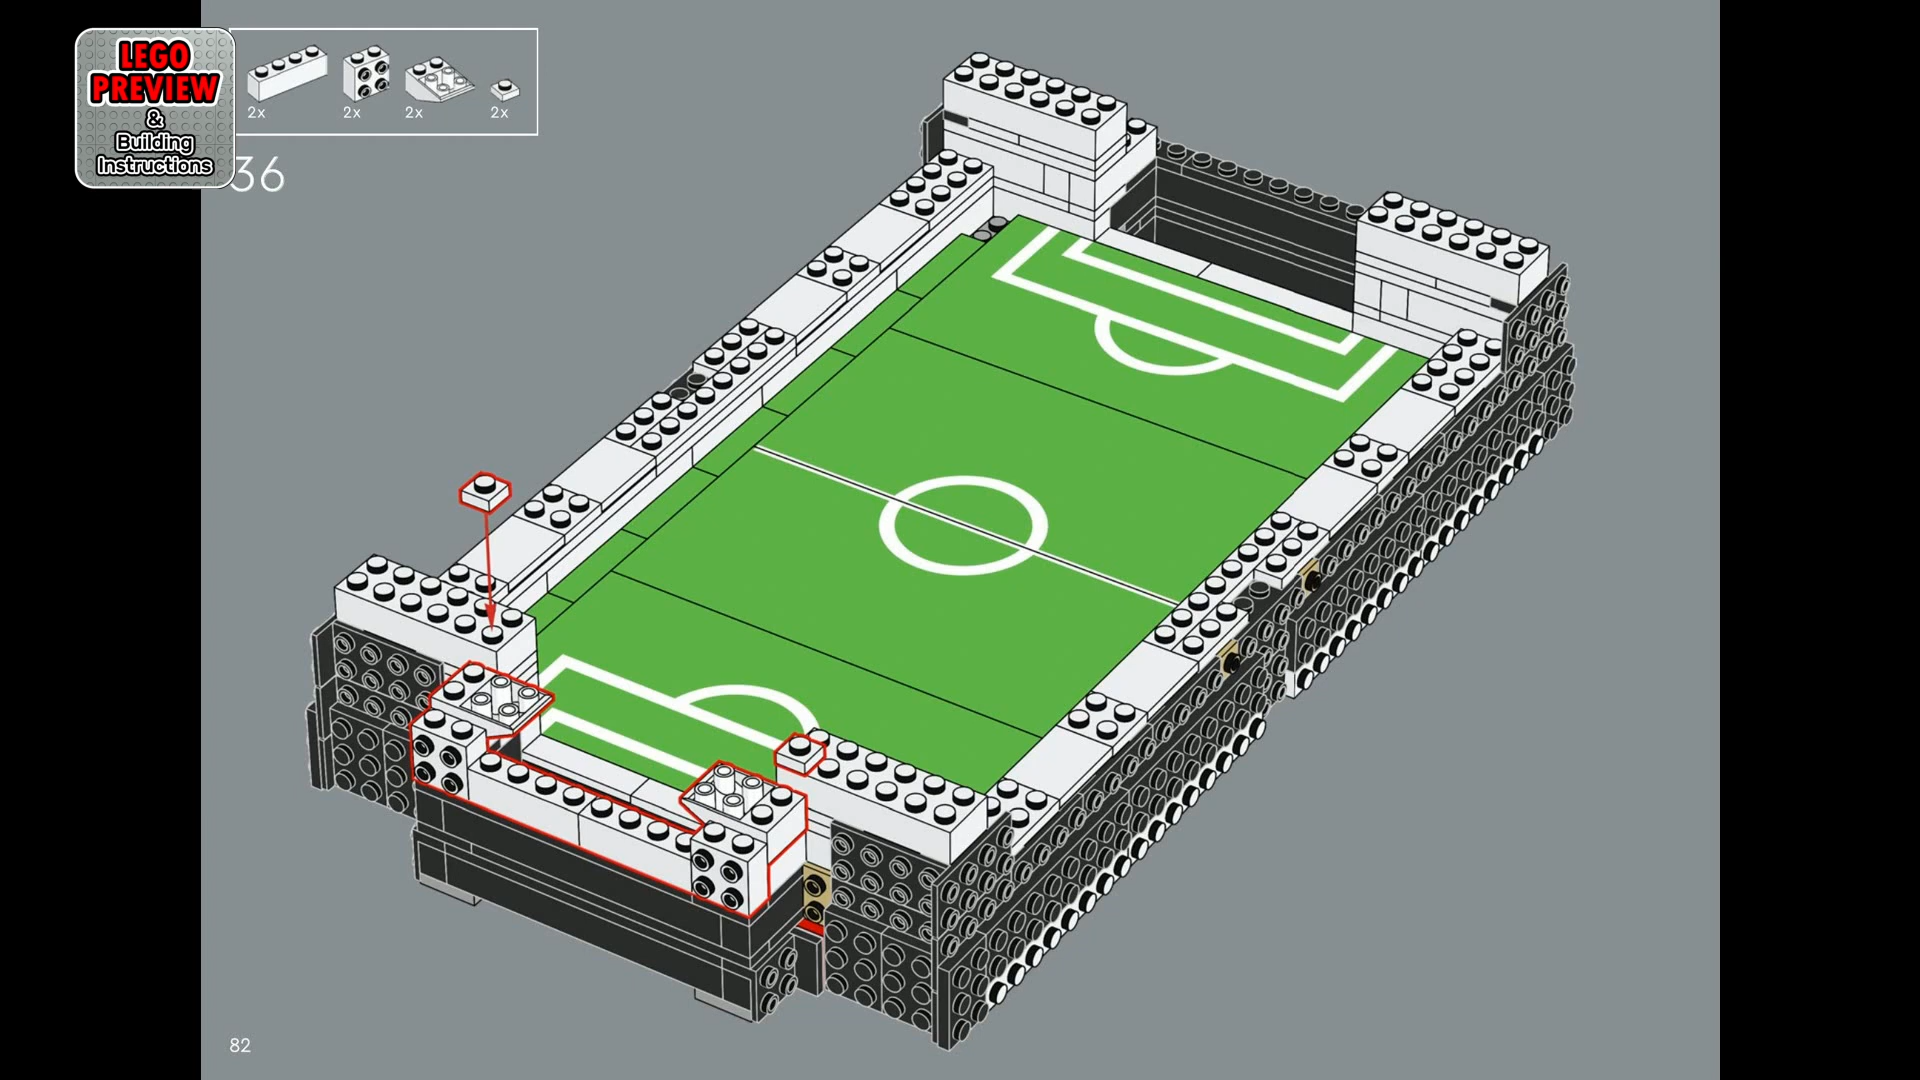 LEGO
PREVIEW
&
Building
Instructions
2x 2x 2x 2x
36
82